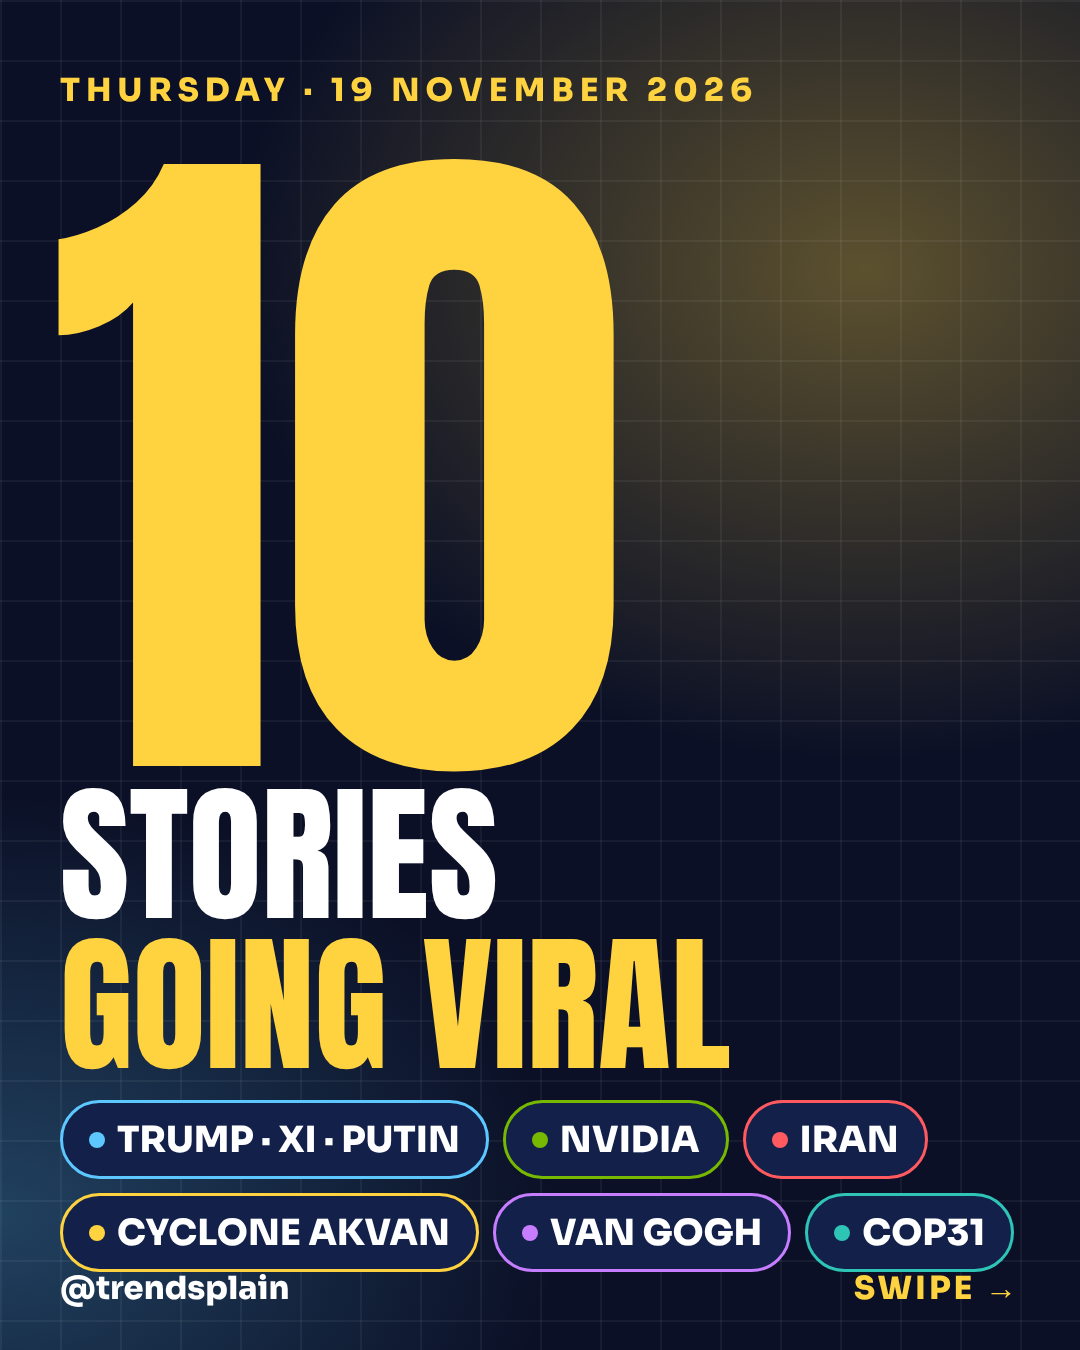 THURSDAY · 19 NOVEMBER 2026
10
STORIES
GOING VIRAL
TRUMP · XI · PUTIN
NVIDIA
IRAN
CYCLONE AKVAN
VAN GOGH
COP31
@trendsplain
SWIPE →